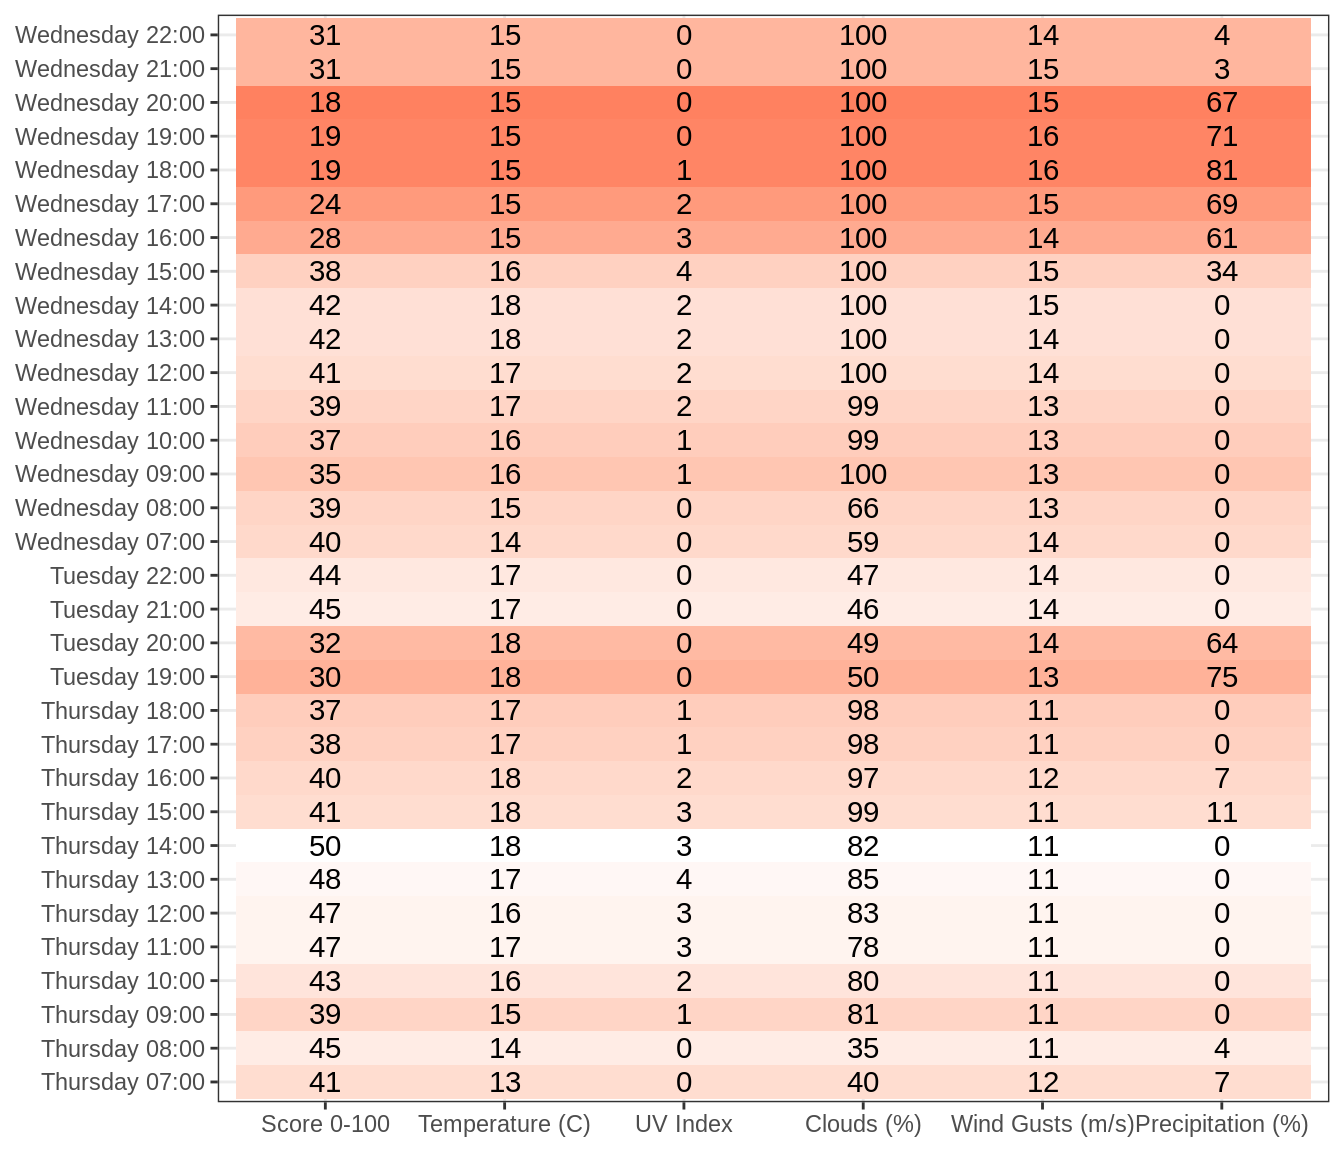 Wednesday 22:00 31 15 0 100 14 4
Wednesday 21:00 31 15 0 100 15 3
Wednesday 20:00 18 15 0 100 15 67
Wednesday 19:00 19 15 0 100 16 71
Wednesday 18:00 19 15 1 100 16 81
Wednesday 17:00 24 15 2 100 15 69
Wednesday 16:00 28 15 3 100 14 61
Wednesday 15:00 38 16 4 100 15 34
Wednesday 14:00 42 18 2 100 15 0
Wednesday 13:00 42 18 2 100 14 0
Wednesday 12:00 41 17 2 100 14 0
Wednesday 11:00 39 17 2 99 13 0
Wednesday 10:00 37 16 1 99 13 0
Wednesday 09:00 35 16 1 100 13 0
Wednesday 08:00 39 15 0 66 13 0
Wednesday 07:00 40 14 0 59 14 0
Tuesday 22:00 44 17 0 47 14 0
Tuesday 21:00 45 17 0 46 14 0
Tuesday 20:00 32 18 0 49 14 64
Tuesday 19:00 30 18 0 50 13 75
Thursday 18:00 37 17 1 98 11 0
Thursday 17:00 38 17 1 98 11 0
Thursday 16:00 40 18 2 97 12 7
Thursday 15:00 41 18 3 99 11 11
Thursday 14:00 50 18 3 82 11 0
Thursday 13:00 48 17 4 85 11 0
Thursday 12:00 47 16 3 83 11 0
Thursday 11:00 47 17 3 78 11 0
Thursday 10:00 43 16 2 80 11 0
Thursday 09:00 39 15 1 81 11 0
Thursday 08:00 45 14 0 35 11 4
Thursday 07:00 41 13 0 40 12 7
Score 0-100 Temperature (C) UV Index Clouds (%) Wind Gusts (m/s) Precipitation (%)